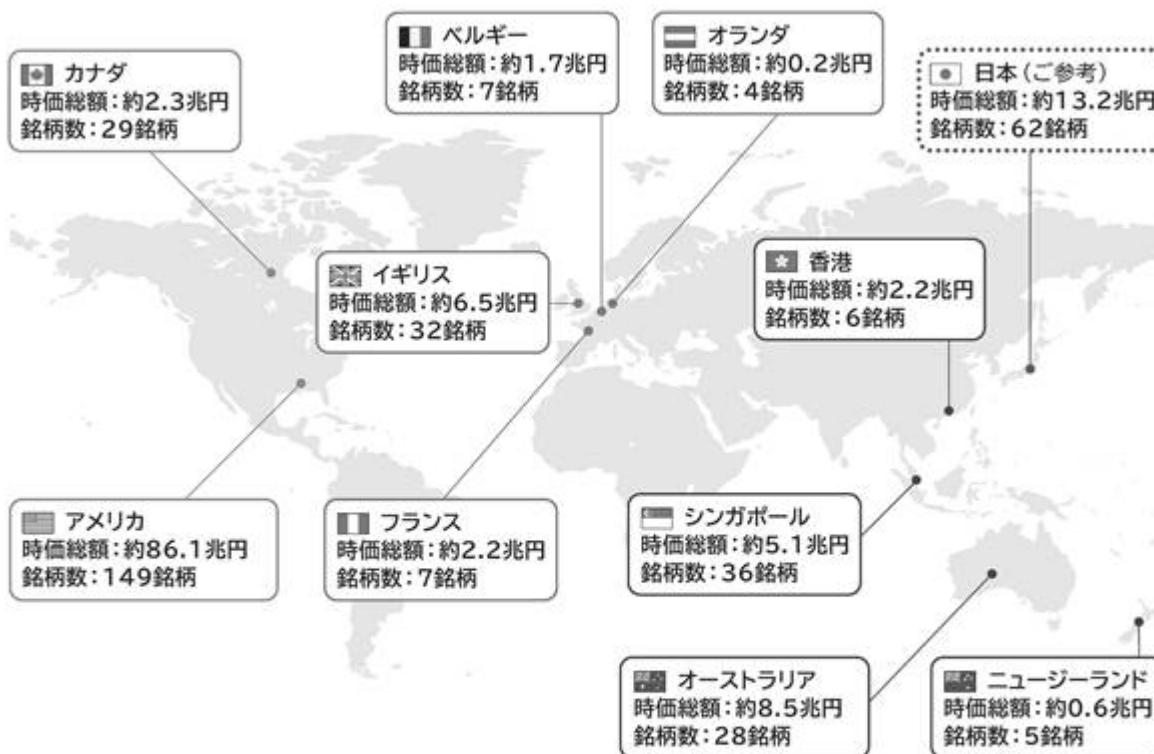 カナダ
時価総額：約2.3兆円
銘柄数：29銘柄
ベルギー
時価総額：約1.7兆円
銘柄数：7銘柄
オランダ
時価総額：約0.2兆円
銘柄数：4銘柄
日本（ご参考）
時価総額：約13.2兆円
銘柄数：62銘柄
イギリス
時価総額：約6.5兆円
銘柄数：32銘柄
香港
時価総額：約2.2兆円
銘柄数：6銘柄
アメリカ
時価総額：約86.1兆円
銘柄数：149銘柄
フランス
時価総額：約2.2兆円
銘柄数：7銘柄
シンガポール
時価総額：約5.1兆円
銘柄数：36銘柄
オーストラリア
時価総額：約8.5兆円
銘柄数：28銘柄
ニュージーランド
時価総額：約0.6兆円
銘柄数：5銘柄